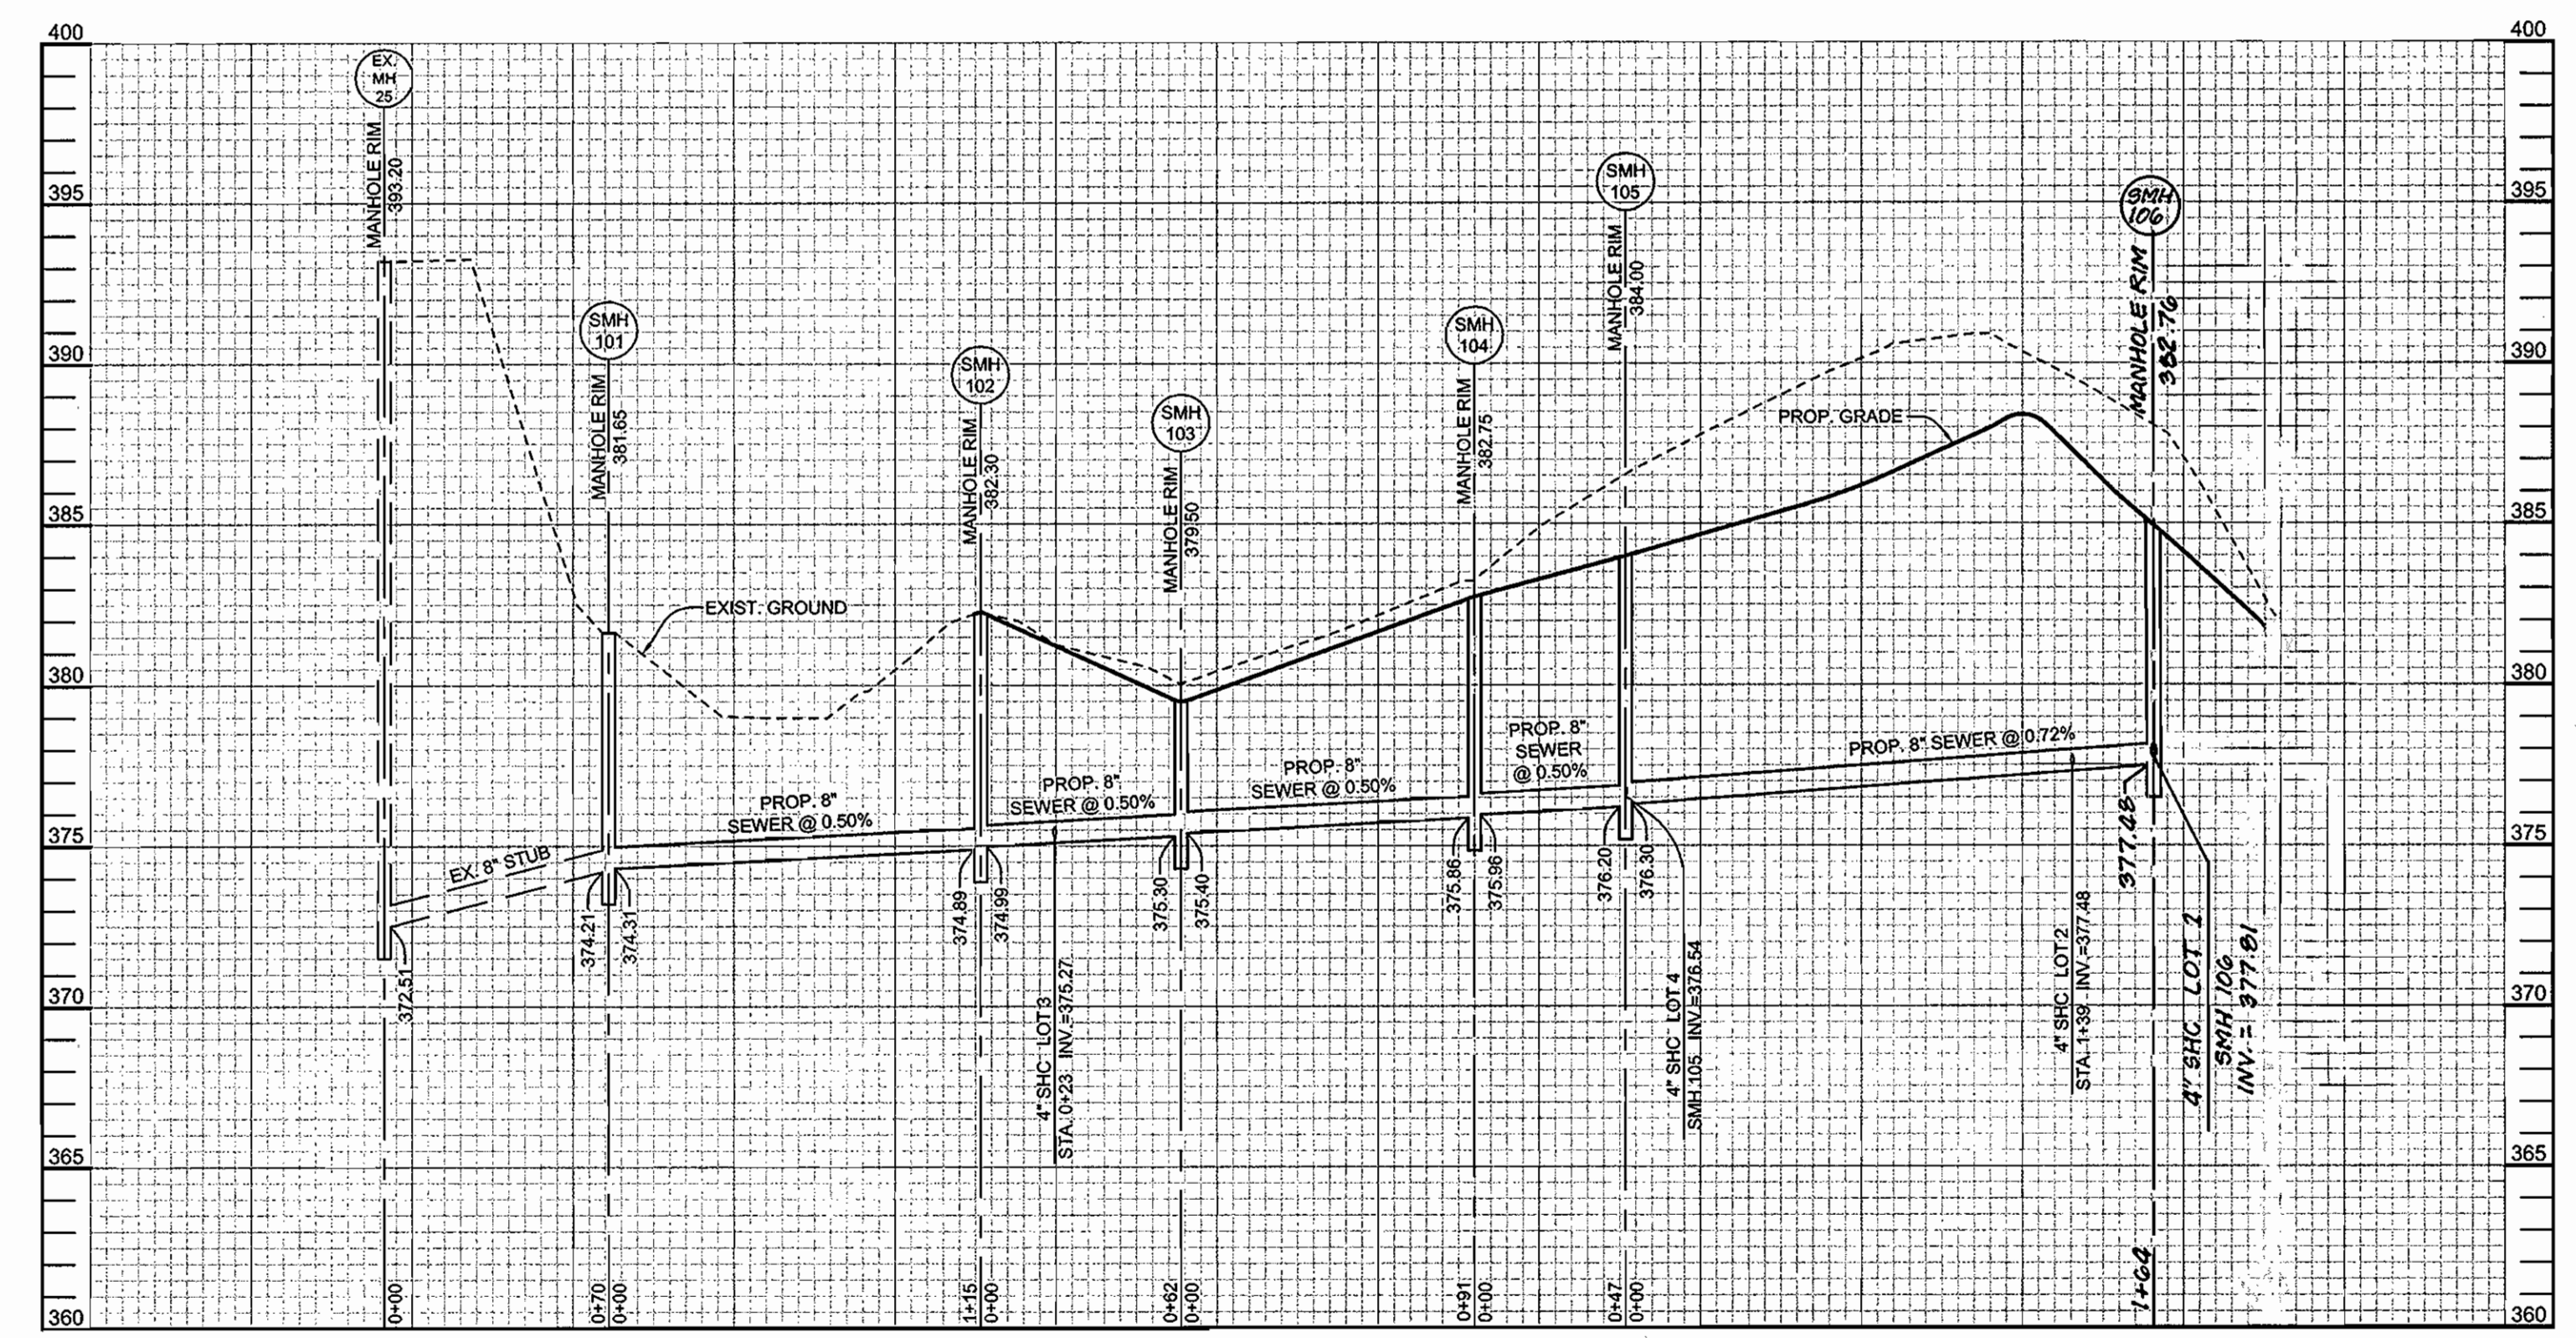 400
400
EX.
MH
25
MANHOLE RIM
393.20
SMH
101
MANHOLE RIM
381.65
SMH
102
MANHOLE RIM
382.30
SMH
103
MANHOLE RIM
379.50
SMH
104
MANHOLE RIM
382.75
SMH
105
MANHOLE RIM
384.00
SMH
106
MANHOLE RIM
395
395
390
390
385
385
380
380
375
375
370
370
365
365
360
360
EXIST. GROUND
PROP. GRADE
EX. 8" STUB
PROP. 8"
SEWER @ 0.50%
PROP. 8"
SEWER @ 0.50%
PROP. 8"
SEWER @ 0.50%
PROP. 8"
SEWER
@ 0.50%
PROP. 8" SEWER @ 0.72%
372.51
374.21
374.31
374.89
374.99
375.30
375.40
375.86
375.96
376.20
376.30
377.48
4" SHC LOT 3
STA. 0+23 INV.=375.27
4" SHC LOT 4
SMH 105 INV.=376.54
4" SHC LOT 2
STA. 1+39 INV.=377.48
4" SHC LOT
SMH 106
INV. = 377.81
0+00
0+70
0+00
1+15
0+00
0+62
0+00
0+91
0+00
0+47
0+00
1+64